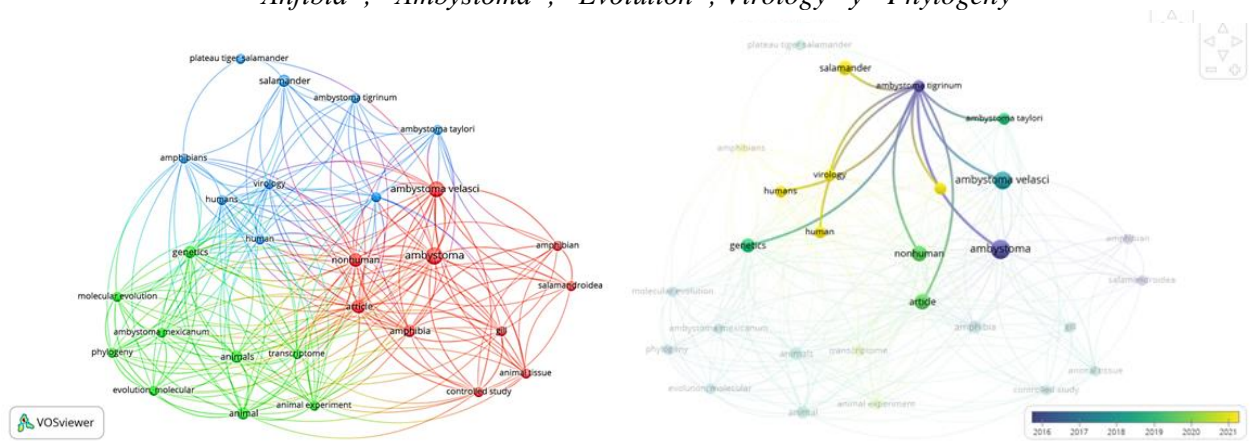 "Anfibia", "Ambystoma", "Evolution", Virology" y "Phylogeny"
plateau tiger salamander
salamander
ambystoma tigrinum
ambystoma taylori
amphibians
virology
ambystoma velasci
humans
human
amphibian
genetics
nonhuman
ambystoma
salamandroidea
molecular evolution
article
ambystoma mexicanum
amphibia
gill
phylogeny
animals
transcriptome
animal tissue
evolution, molecular
controlled study
animal
animal experiment
VOSviewer
plateau tiger salamander
salamander
ambystoma tigrinum
ambystoma taylori
amphibians
virology
ambystoma velasci
humans
human
amphibian
genetics
nonhuman
ambystoma
salamandroidea
molecular evolution
article
ambystoma mexicanum
amphibia
gill
phylogeny
animals
transcriptome
animal tissue
evolution, molecular
controlled study
animal
animal experiment
2016 2017 2018 2019 2020 2021